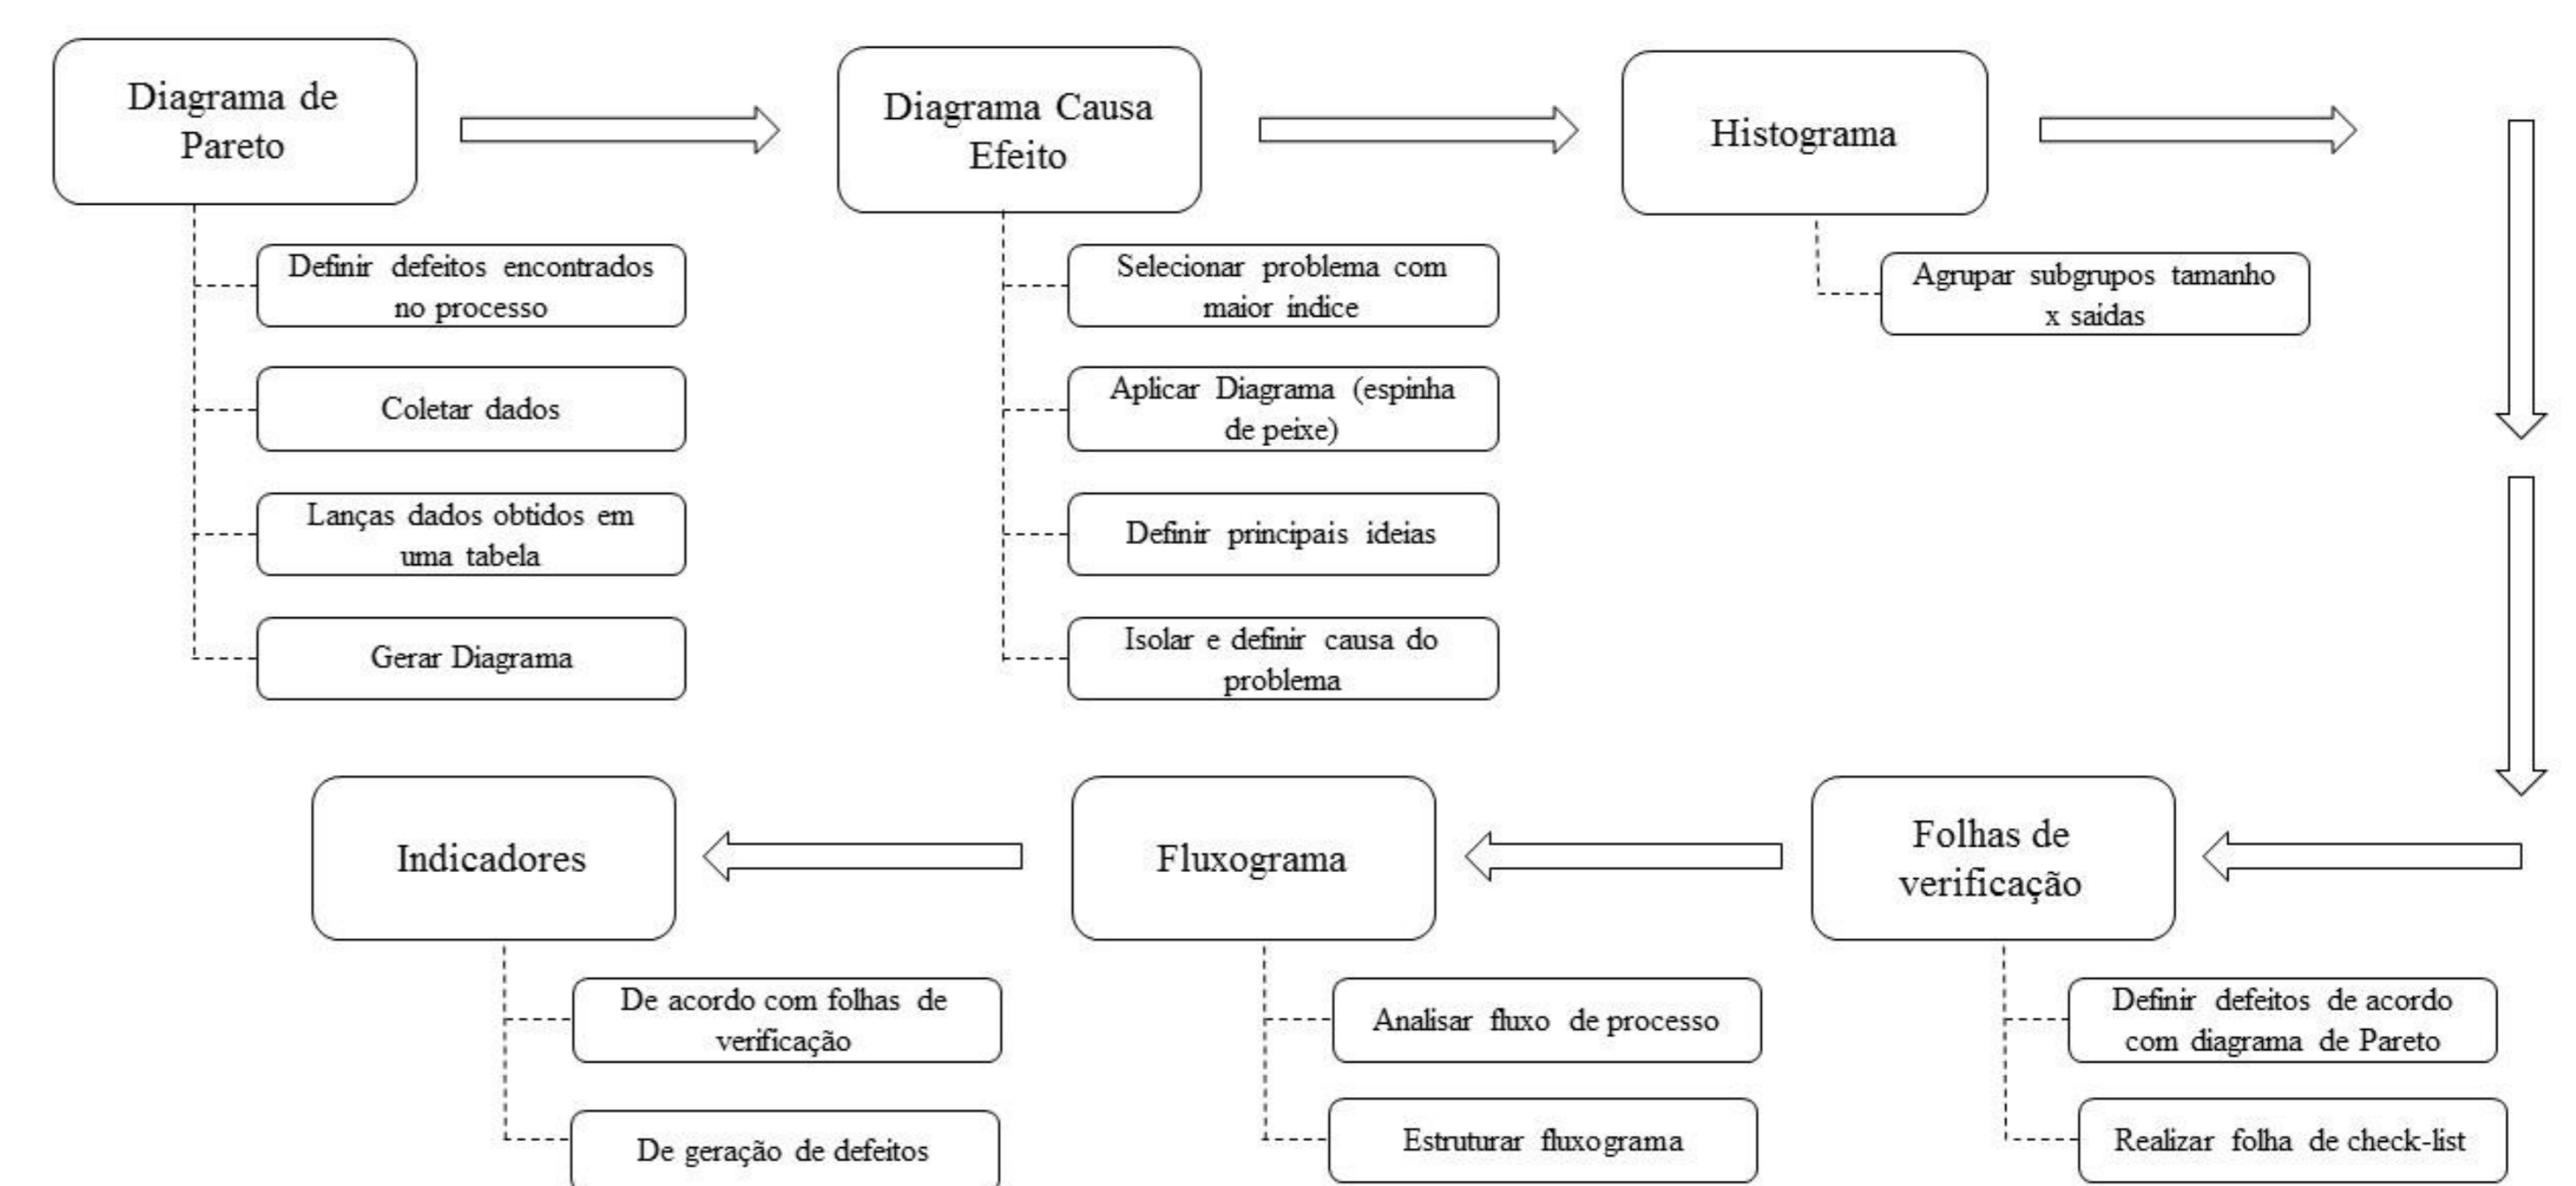 Diagrama de
Pareto
Definir defeitos encontrados
no processo
Coletar dados
Lanças dados obtidos em
uma tabela
Gerar Diagrama
Diagrama Causa
Efeito
Selecionar problema com
maior índice
Aplicar Diagrama (espinha
de peixe)
Definir principais ideias
Isolar e definir causa do
problema
Histograma
Agrupar subgrupos tamanho
x saídas
Folhas de
verificação
Definir defeitos de acordo
com diagrama de Pareto
Realizar folha de check-list
Fluxograma
Analisar fluxo de processo
Estruturar fluxograma
Indicadores
De acordo com folhas de
verificação
De geração de defeitos